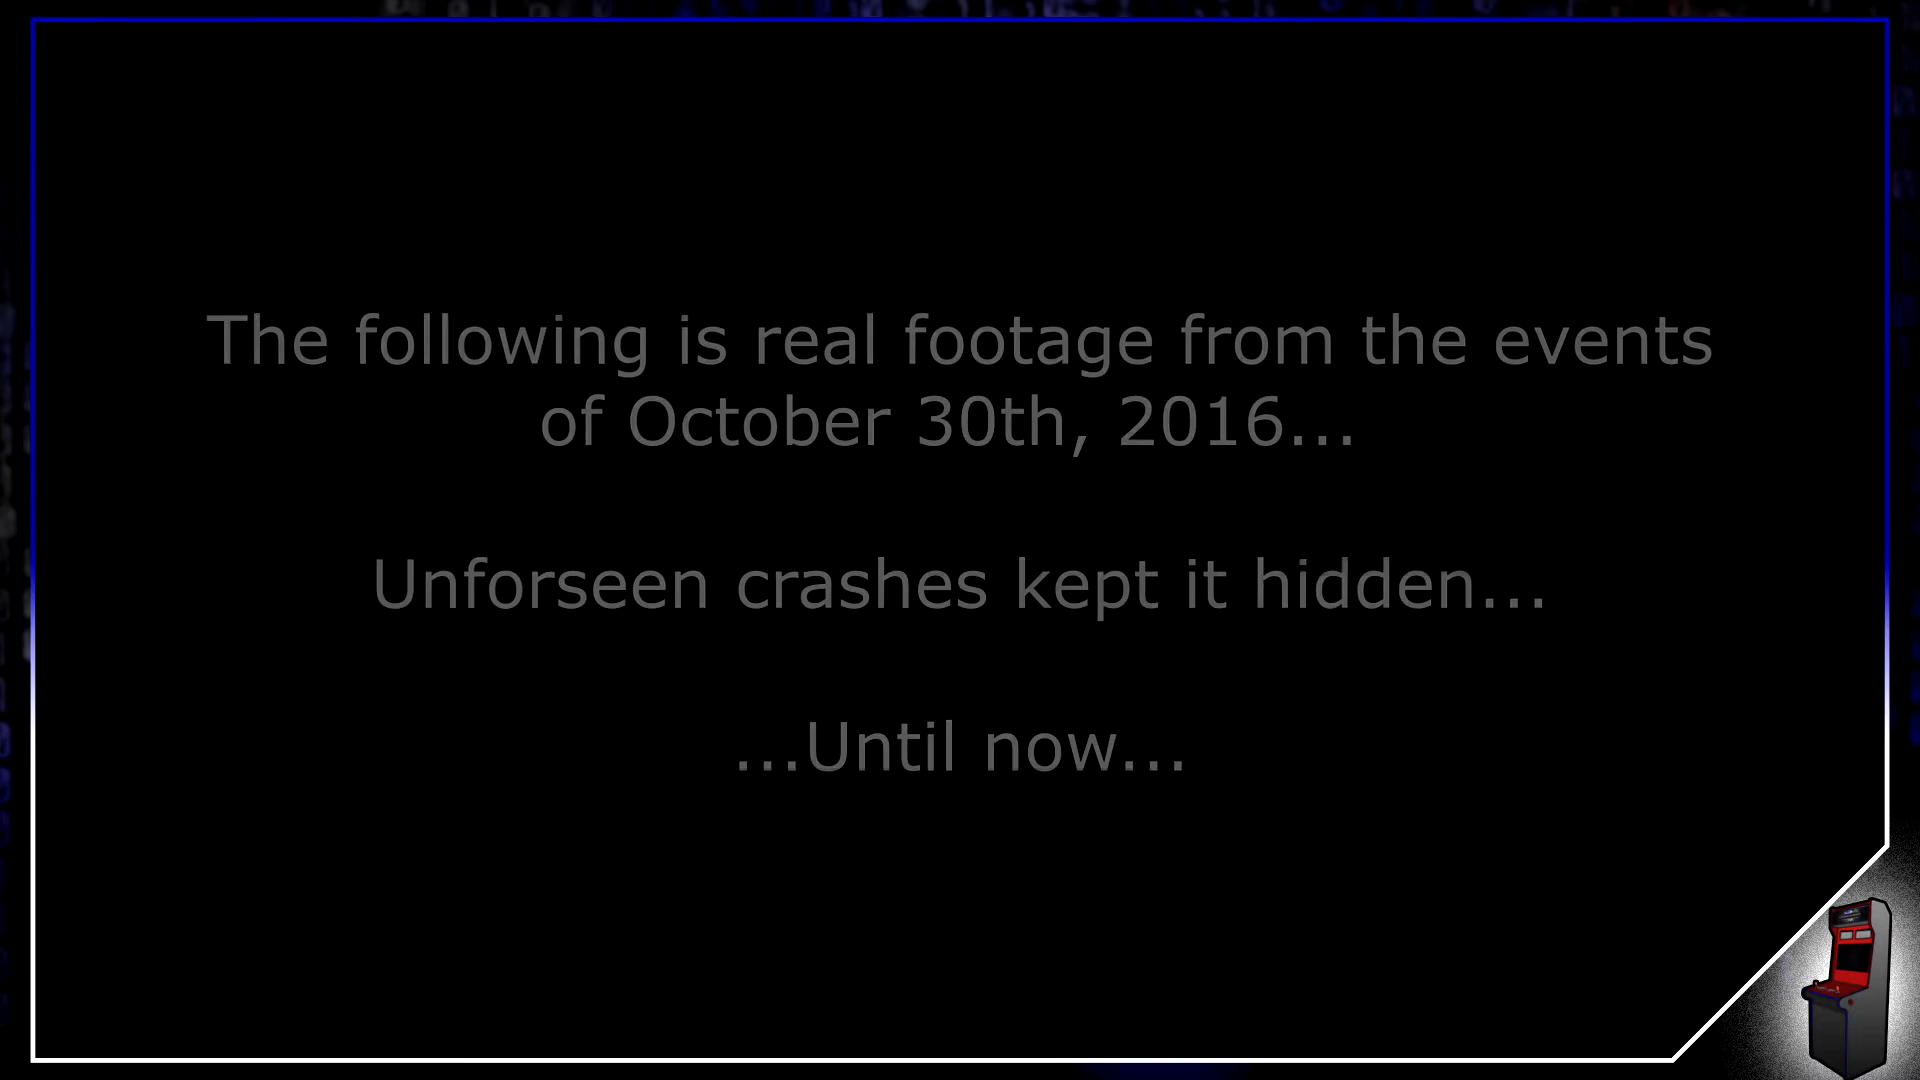 The following is real footage from the events
of October 30th, 2016...
Unforseen crashes kept it hidden...
...Until now...